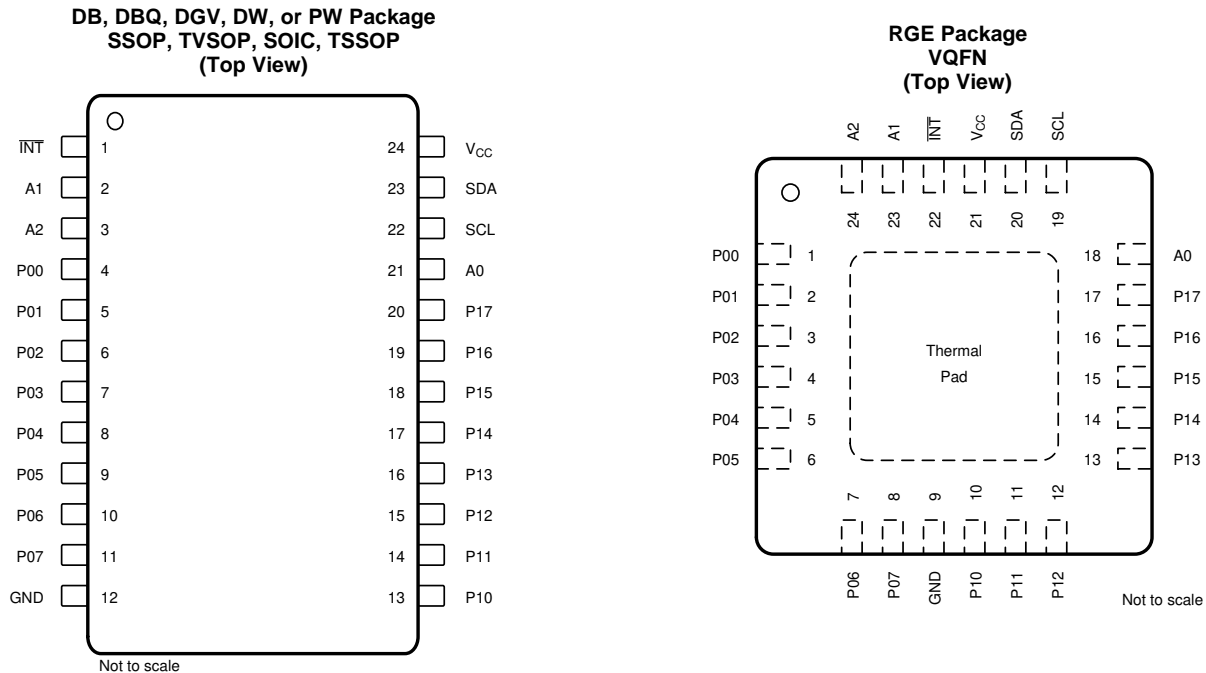 DB, DBQ, DGV, DW, or PW Package
SSOP, TVSOP, SOIC, TSSOP
(Top View)
INT 1 24 VCC
A1 2 23 SDA
A2 3 22 SCL
P00 4 21 A0
P01 5 20 P17
P02 6 19 P16
P03 7 18 P15
P04 8 17 P14
P05 9 16 P13
P06 10 15 P12
P07 11 14 P11
GND 12 13 P10
Not to scale
RGE Package
VQFN
(Top View)
A2 A1 INT VCC SDA SCL
24 23 22 21 20 19
P00 1 18 A0
P01 2 17 P17
P02 3 16 P16
P03 4 15 P15
P04 5 14 P14
P05 6 13 P13
Thermal
Pad
7 8 9 10 11 12
P06 P07 GND P10 P11 P12
Not to scale